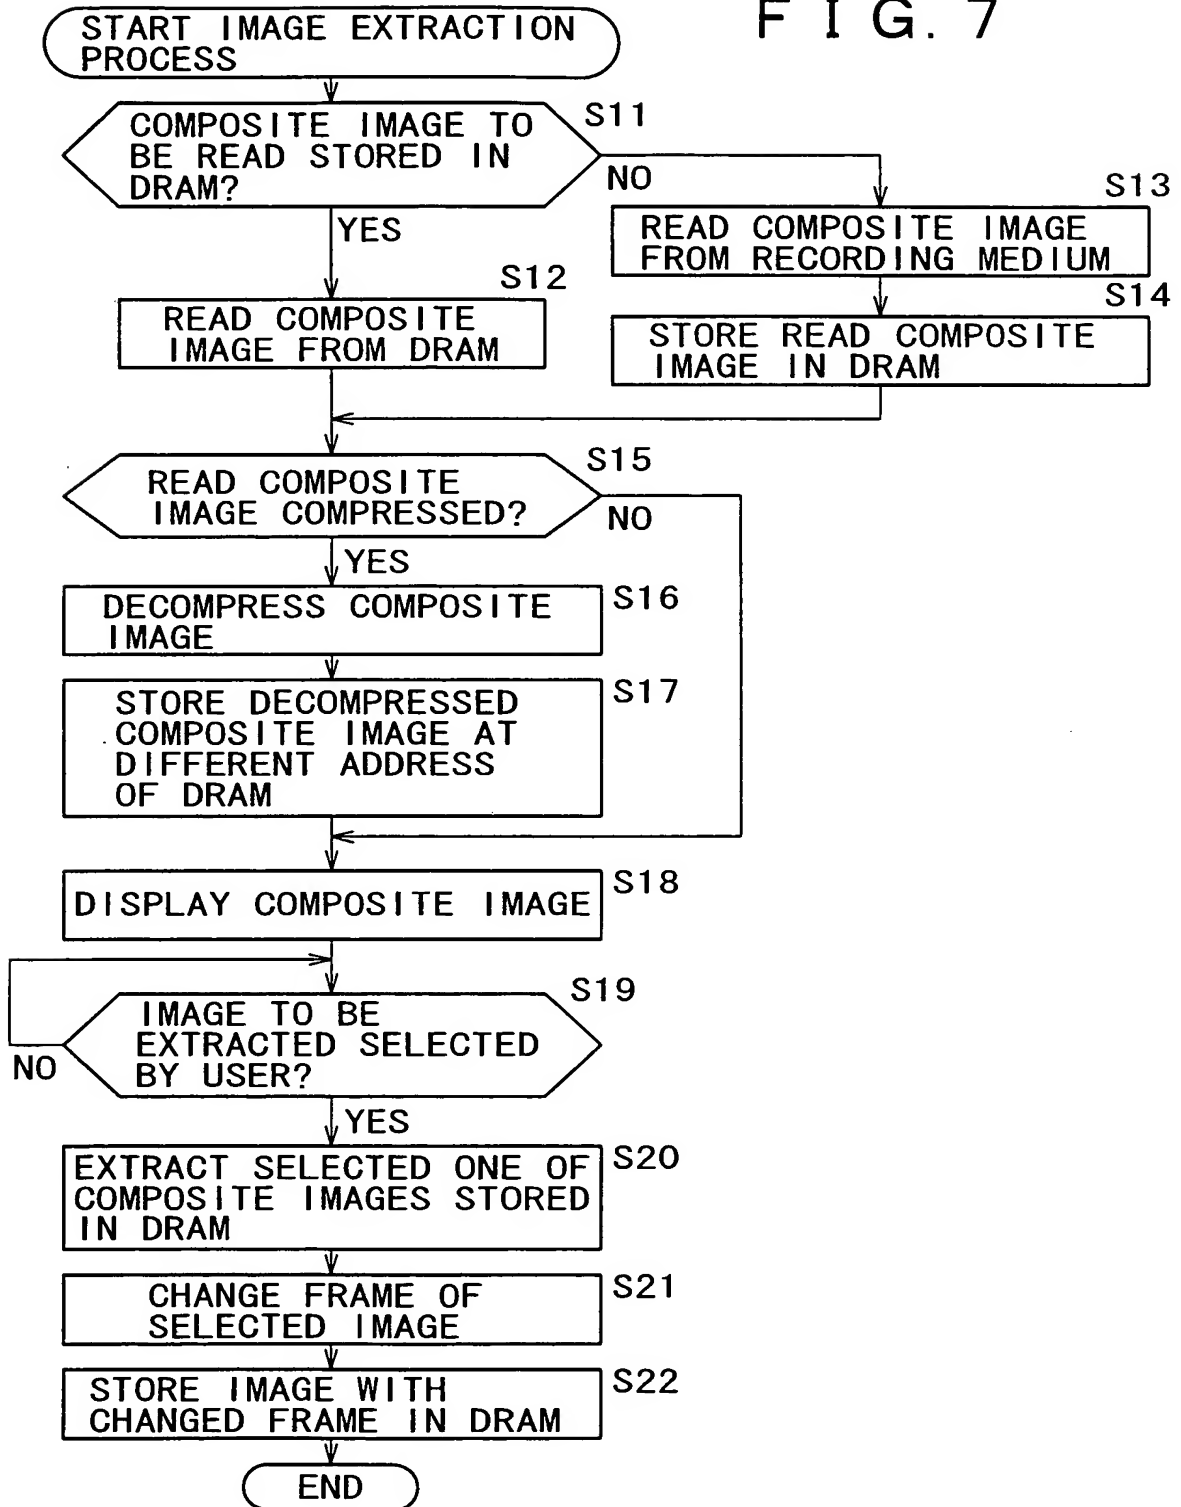 FIG. 7
START IMAGE EXTRACTION
PROCESS
S11
COMPOSITE IMAGE TO
BE READ STORED IN
DRAM?
NO
YES
S13
READ COMPOSITE IMAGE
FROM RECORDING MEDIUM
S12
READ COMPOSITE
IMAGE FROM DRAM
S14
STORE READ COMPOSITE
IMAGE IN DRAM
S15
READ COMPOSITE
IMAGE COMPRESSED?
NO
YES
S16
DECOMPRESS COMPOSITE
IMAGE
S17
STORE DECOMPRESSED
COMPOSITE IMAGE AT
DIFFERENT ADDRESS
OF DRAM
S18
DISPLAY COMPOSITE IMAGE
S19
IMAGE TO BE
EXTRACTED SELECTED
BY USER?
NO
YES
S20
EXTRACT SELECTED ONE OF
COMPOSITE IMAGES STORED
IN DRAM
S21
CHANGE FRAME OF
SELECTED IMAGE
S22
STORE IMAGE WITH
CHANGED FRAME IN DRAM
END